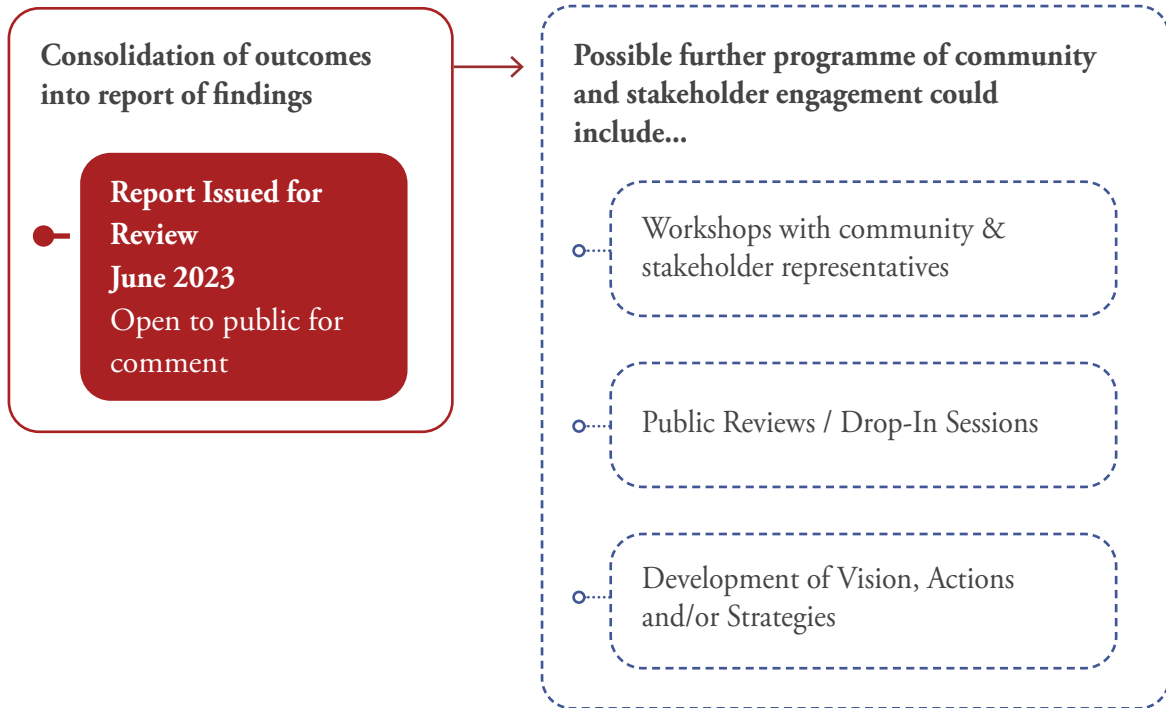 Consolidation of outcomes
into report of findings
Report Issued for
Review
June 2023
Open to public for
comment
Possible further programme of community
and stakeholder engagement could
include...
Workshops with community &
stakeholder representatives
Public Reviews / Drop-In Sessions
Development of Vision, Actions
and/or Strategies